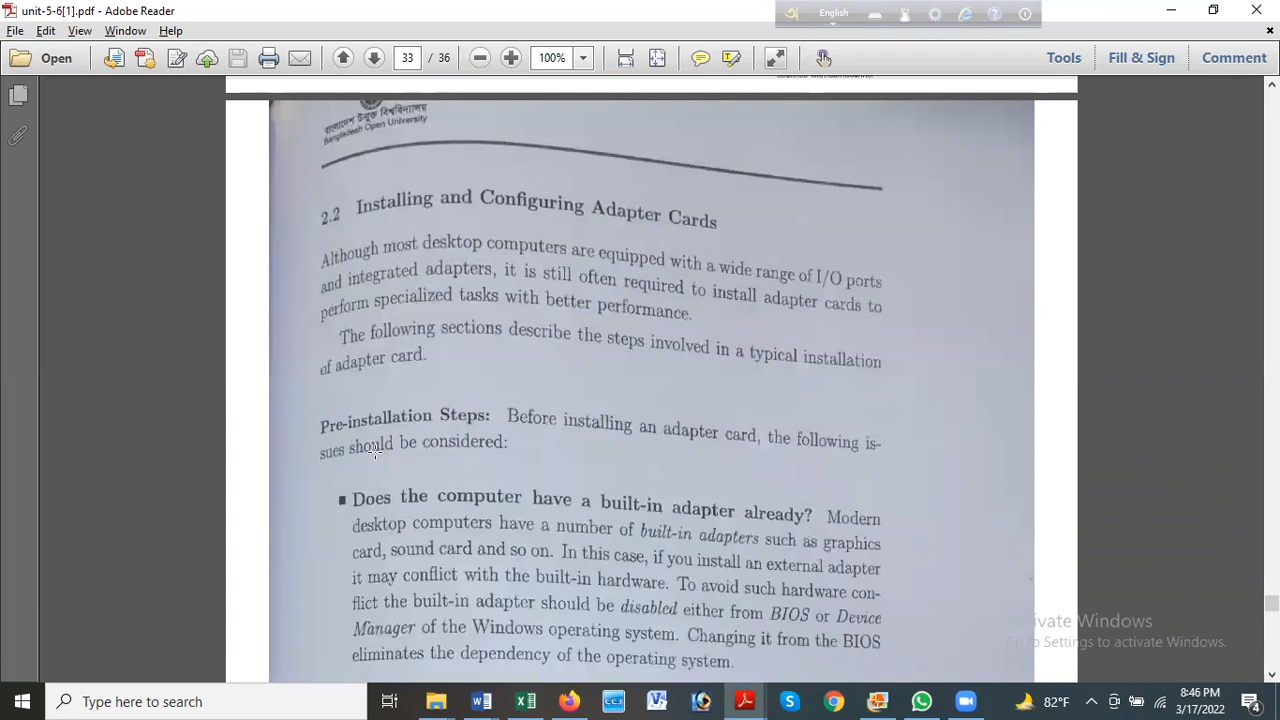 unit-5-6[1].pdf - Adobe Reader
English
File Edit View Window Help
Open 33 / 36 100% Tools Fill & Sign Comment
বাংলাদেশ উন্মুক্ত বিশ্ববিদ্যালয়
Bangladesh Open University
2.2 Installing and Configuring Adapter Cards
Although most desktop computers are equipped with a wide range of I/O ports
and integrated adapters, it is still often required to install adapter cards to
perform specialized tasks with better performance.
The following sections describe the steps involved in a typical installation
of adapter card.
Pre-installation Steps: Before installing an adapter card, the following is-
sues should be considered:
■ Does the computer have a built-in adapter already? Modern
desktop computers have a number of built-in adapters such as graphics
card, sound card and so on. In this case, if you install an external adapter
it may conflict with the built-in hardware. To avoid such hardware con-
flict the built-in adapter should be disabled either from BIOS or Device
Manager of the Windows operating system. Changing it from the BIOS
eliminates the dependency of the operating system.
Activate Windows
Go to Settings to activate Windows.
Type here to search
82°F
8:46 PM
3/17/2022
4